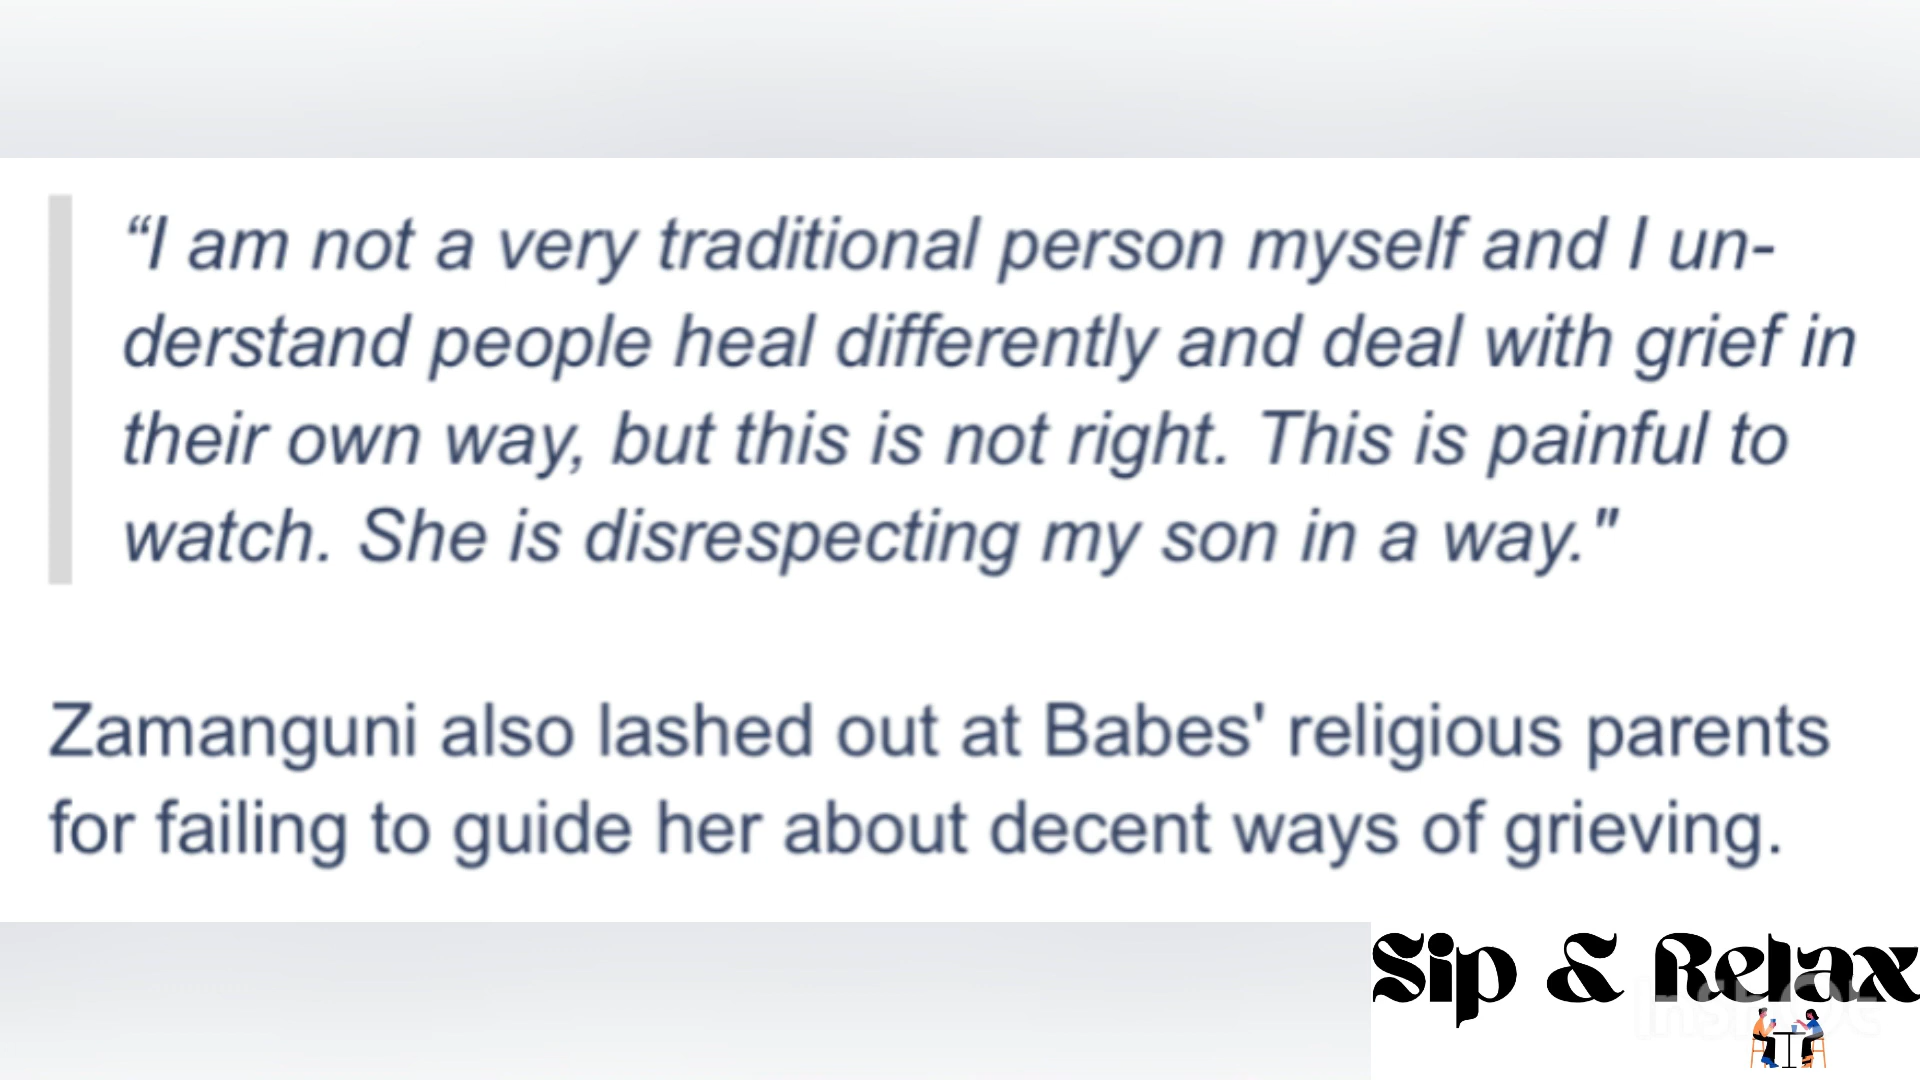 “I am not a very traditional person myself and I un-
derstand people heal differently and deal with grief in
their own way, but this is not right. This is painful to
watch. She is disrespecting my son in a way."
Zamanguni also lashed out at Babes' religious parents
for failing to guide her about decent ways of grieving.
Sip & Relax
InShOt